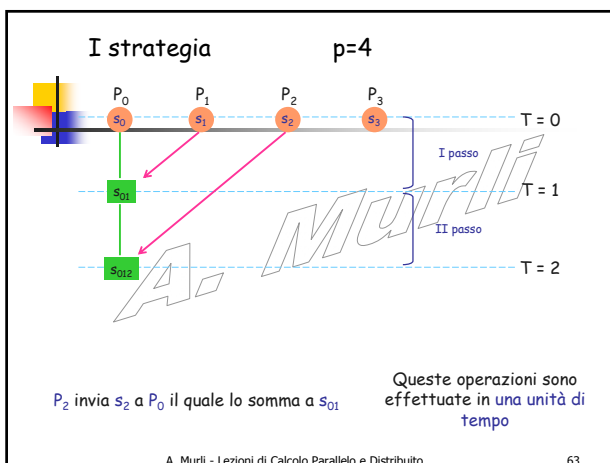 I strategia p=4
P0 P1 P2 P3
s0 s1 s2 s3 T = 0
I passo
s01 T = 1
II passo
s012 T = 2
A. Murli
P2 invia s2 a P0 il quale lo somma a s01
Queste operazioni sono
effettuate in una unità di
tempo
A. Murli - Lezioni di Calcolo Parallelo e Distribuito 63